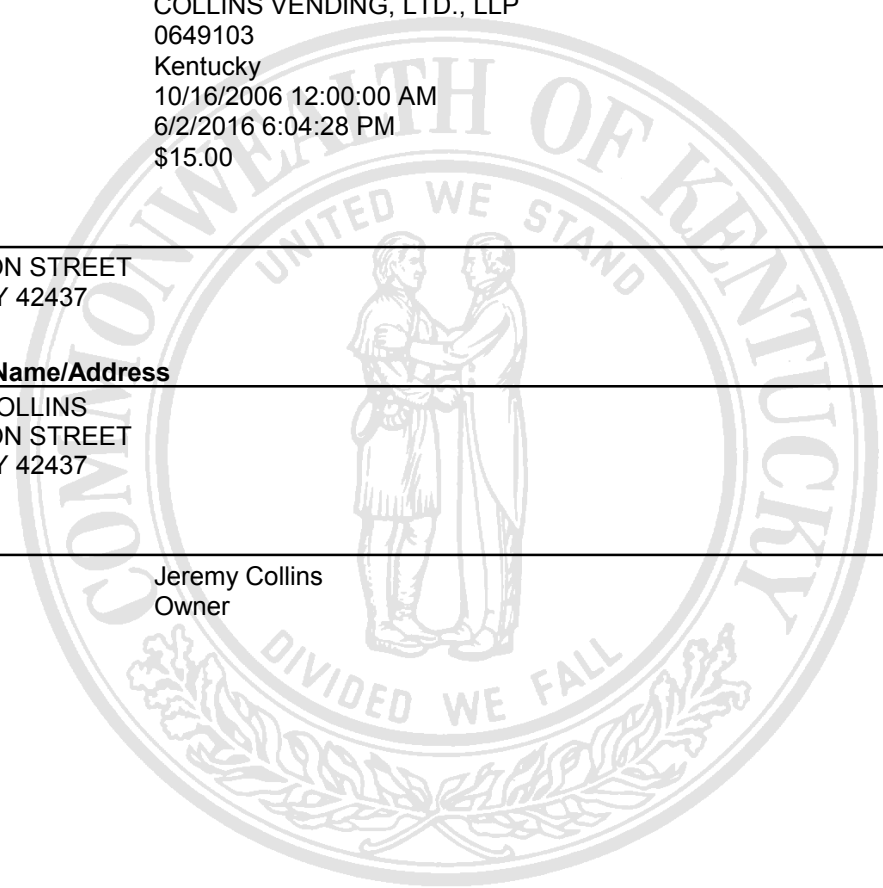 COLLINS VENDING, LTD., LLP
0649103
Kentucky
10/16/2006 12:00:00 AM
6/2/2016 6:04:28 PM
$15.00
ON STREET
Y 42437
Name/Address
OLLINS
ON STREET
Y 42437
Jeremy Collins
Owner
COMMONWEALTH OF KENTUCKY
UNITED WE STAND
DIVIDED WE FALL